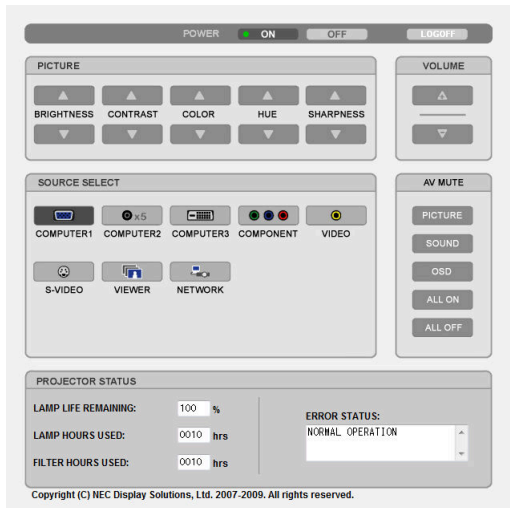 POWER ON OFF LOGOFF
PICTURE
BRIGHTNESS CONTRAST COLOR HUE SHARPNESS
VOLUME
SOURCE SELECT
x5
COMPUTER1 COMPUTER2 COMPUTER3 COMPONENT VIDEO
S-VIDEO VIEWER NETWORK
AV MUTE
PICTURE
SOUND
OSD
ALL ON
ALL OFF
PROJECTOR STATUS
LAMP LIFE REMAINING: 100 %
LAMP HOURS USED: 0010 hrs
FILTER HOURS USED: 0010 hrs
ERROR STATUS:
NORMAL OPERATION
Copyright (C) NEC Display Solutions, Ltd. 2007-2009. All rights reserved.